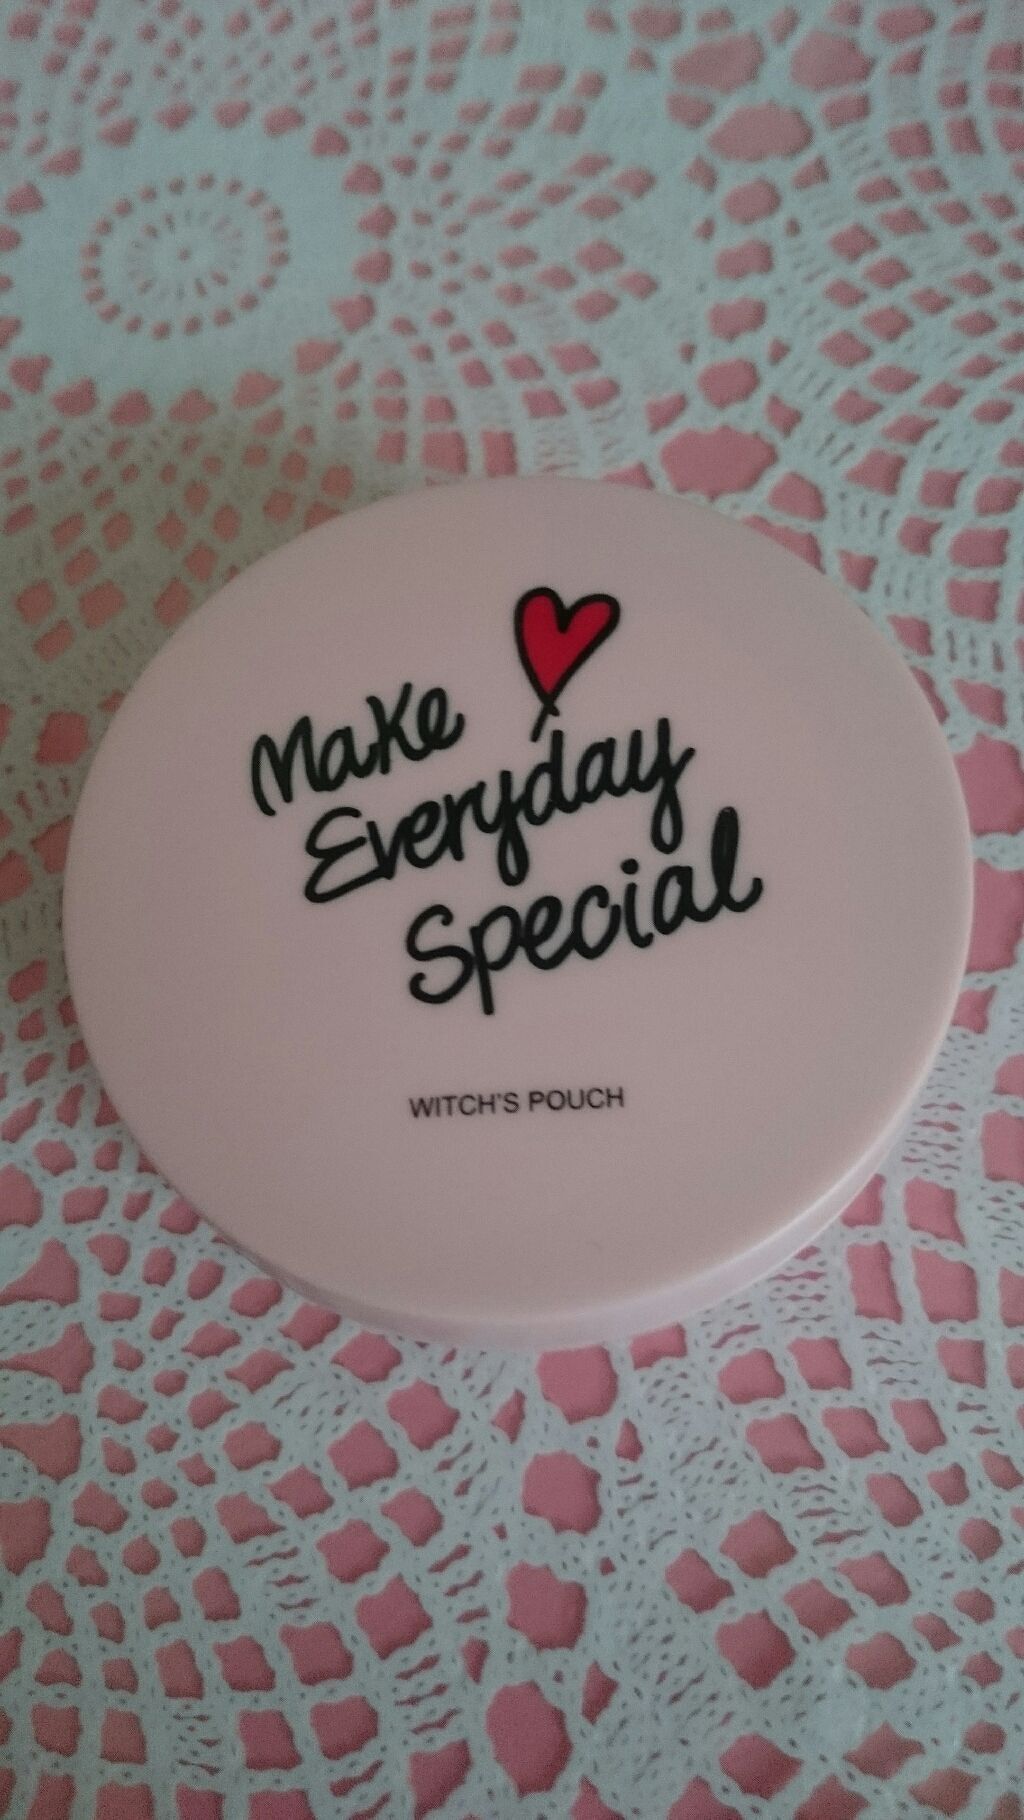 Make
Everyday
Special
WITCH'S POUCH